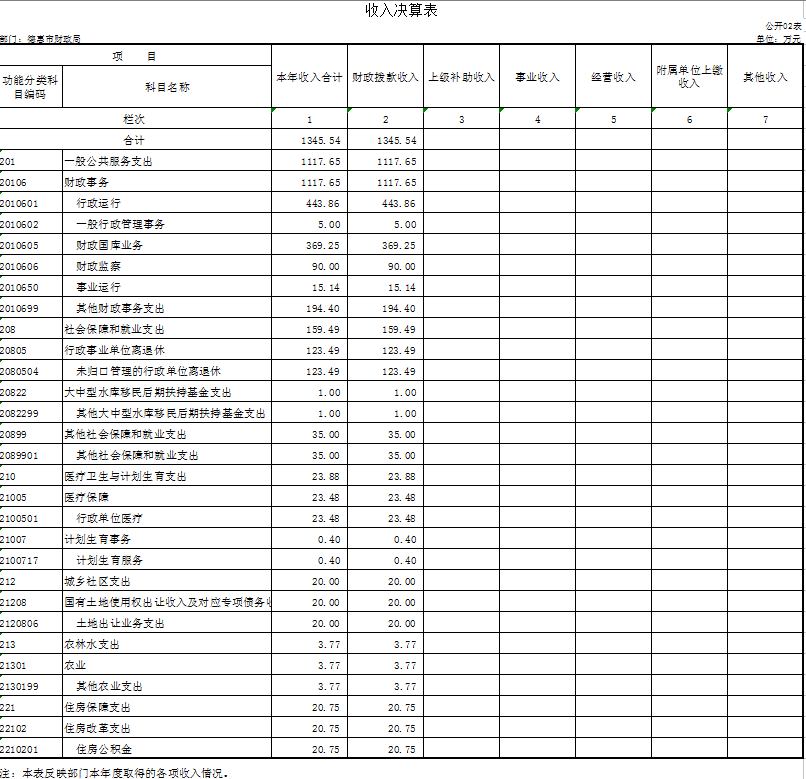 收入决算表
公开02表
部门：德惠市财政局 单位：万元
项 目 本年收入合计 财政拨款收入 上级补助收入 事业收入 经营收入 附属单位上缴收入 其他收入
功能分类科目编码 科目名称
栏次 1 2 3 4 5 6 7
合计 1345.54 1345.54
201 一般公共服务支出 1117.65 1117.65
20106 财政事务 1117.65 1117.65
2010601 行政运行 443.86 443.86
2010602 一般行政管理事务 5.00 5.00
2010605 财政国库业务 369.25 369.25
2010606 财政监察 90.00 90.00
2010650 事业运行 15.14 15.14
2010699 其他财政事务支出 194.40 194.40
208 社会保障和就业支出 159.49 159.49
20805 行政事业单位离退休 123.49 123.49
2080504 未归口管理的行政单位离退休 123.49 123.49
20822 大中型水库移民后期扶持基金支出 1.00 1.00
2082299 其他大中型水库移民后期扶持基金支出 1.00 1.00
20899 其他社会保障和就业支出 35.00 35.00
2089901 其他社会保障和就业支出 35.00 35.00
210 医疗卫生与计划生育支出 23.88 23.88
21005 医疗保障 23.48 23.48
2100501 行政单位医疗 23.48 23.48
21007 计划生育事务 0.40 0.40
2100717 计划生育服务 0.40 0.40
212 城乡社区支出 20.00 20.00
21208 国有土地使用权出让收入及对应专项债务 20.00 20.00
2120806 土地出让业务支出 20.00 20.00
213 农林水支出 3.77 3.77
21301 农业 3.77 3.77
2130199 其他农业支出 3.77 3.77
221 住房保障支出 20.75 20.75
22102 住房改革支出 20.75 20.75
2210201 住房公积金 20.75 20.75
注：本表反映部门本年度取得的各项收入情况。